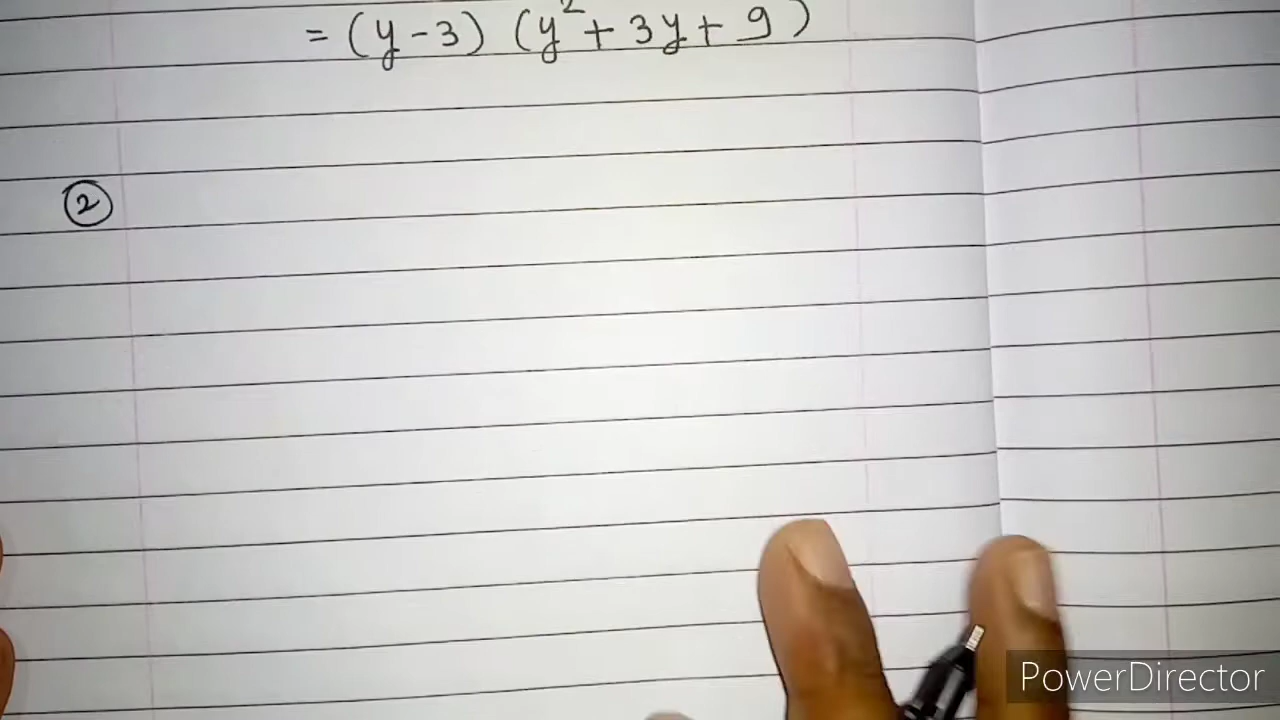 = (y-3) (y²+3y+9)
②
PowerDirector